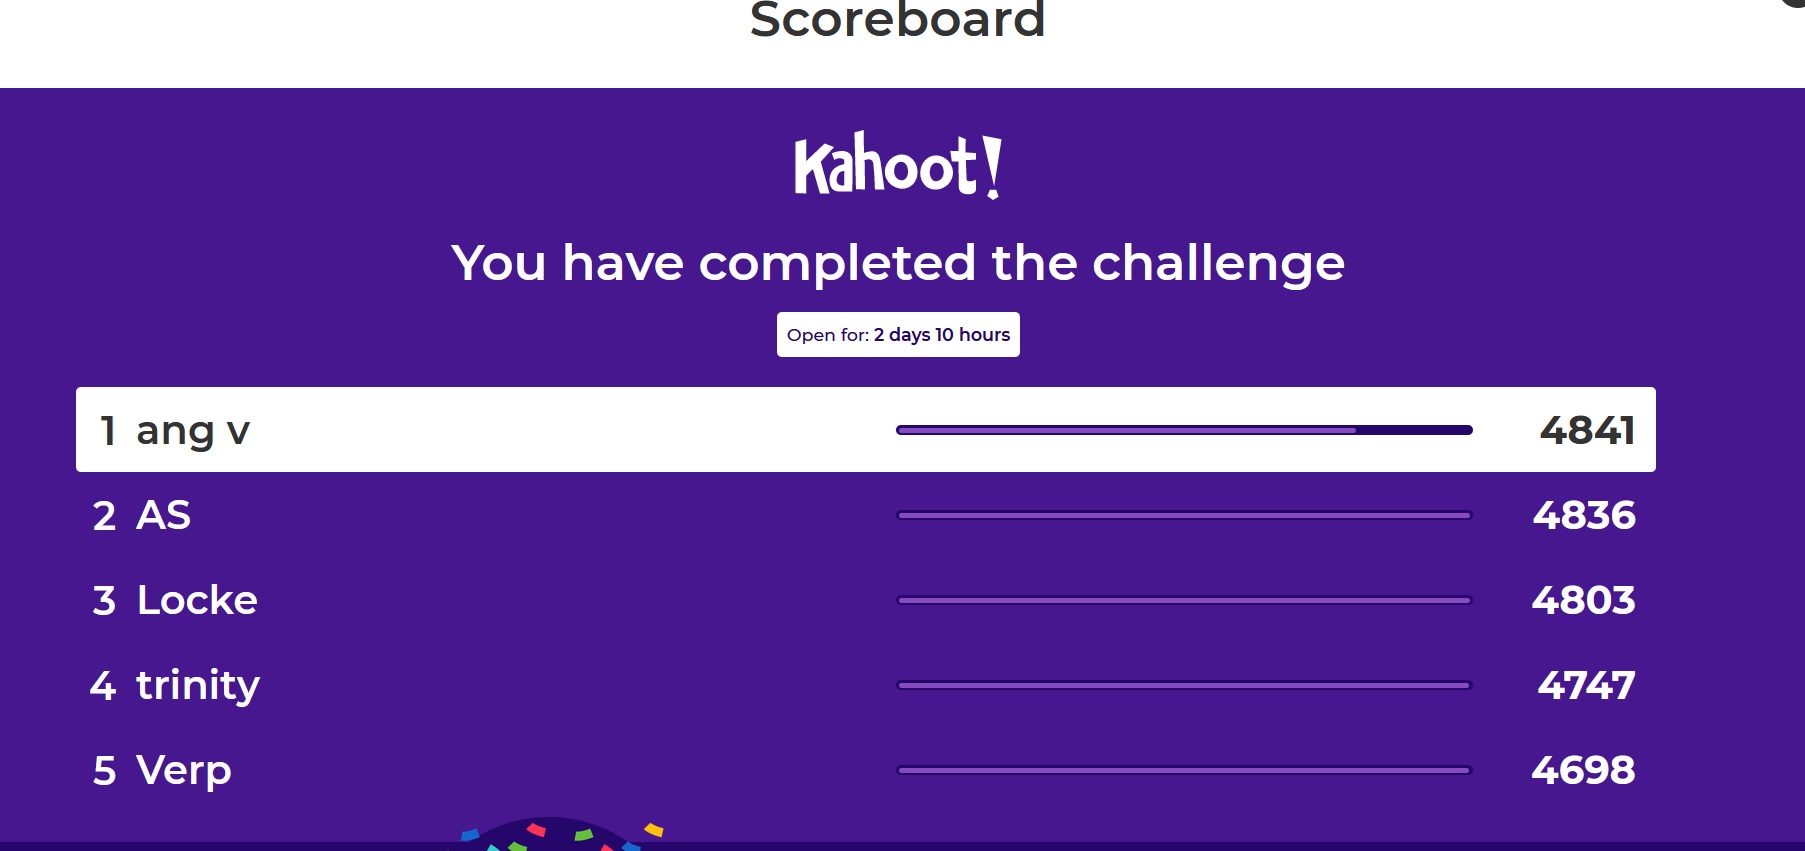 Scoreboard
Kahoot!
You have completed the challenge
Open for: 2 days 10 hours
1 ang v 4841
2 AS 4836
3 Locke 4803
4 trinity 4747
5 Verp 4698